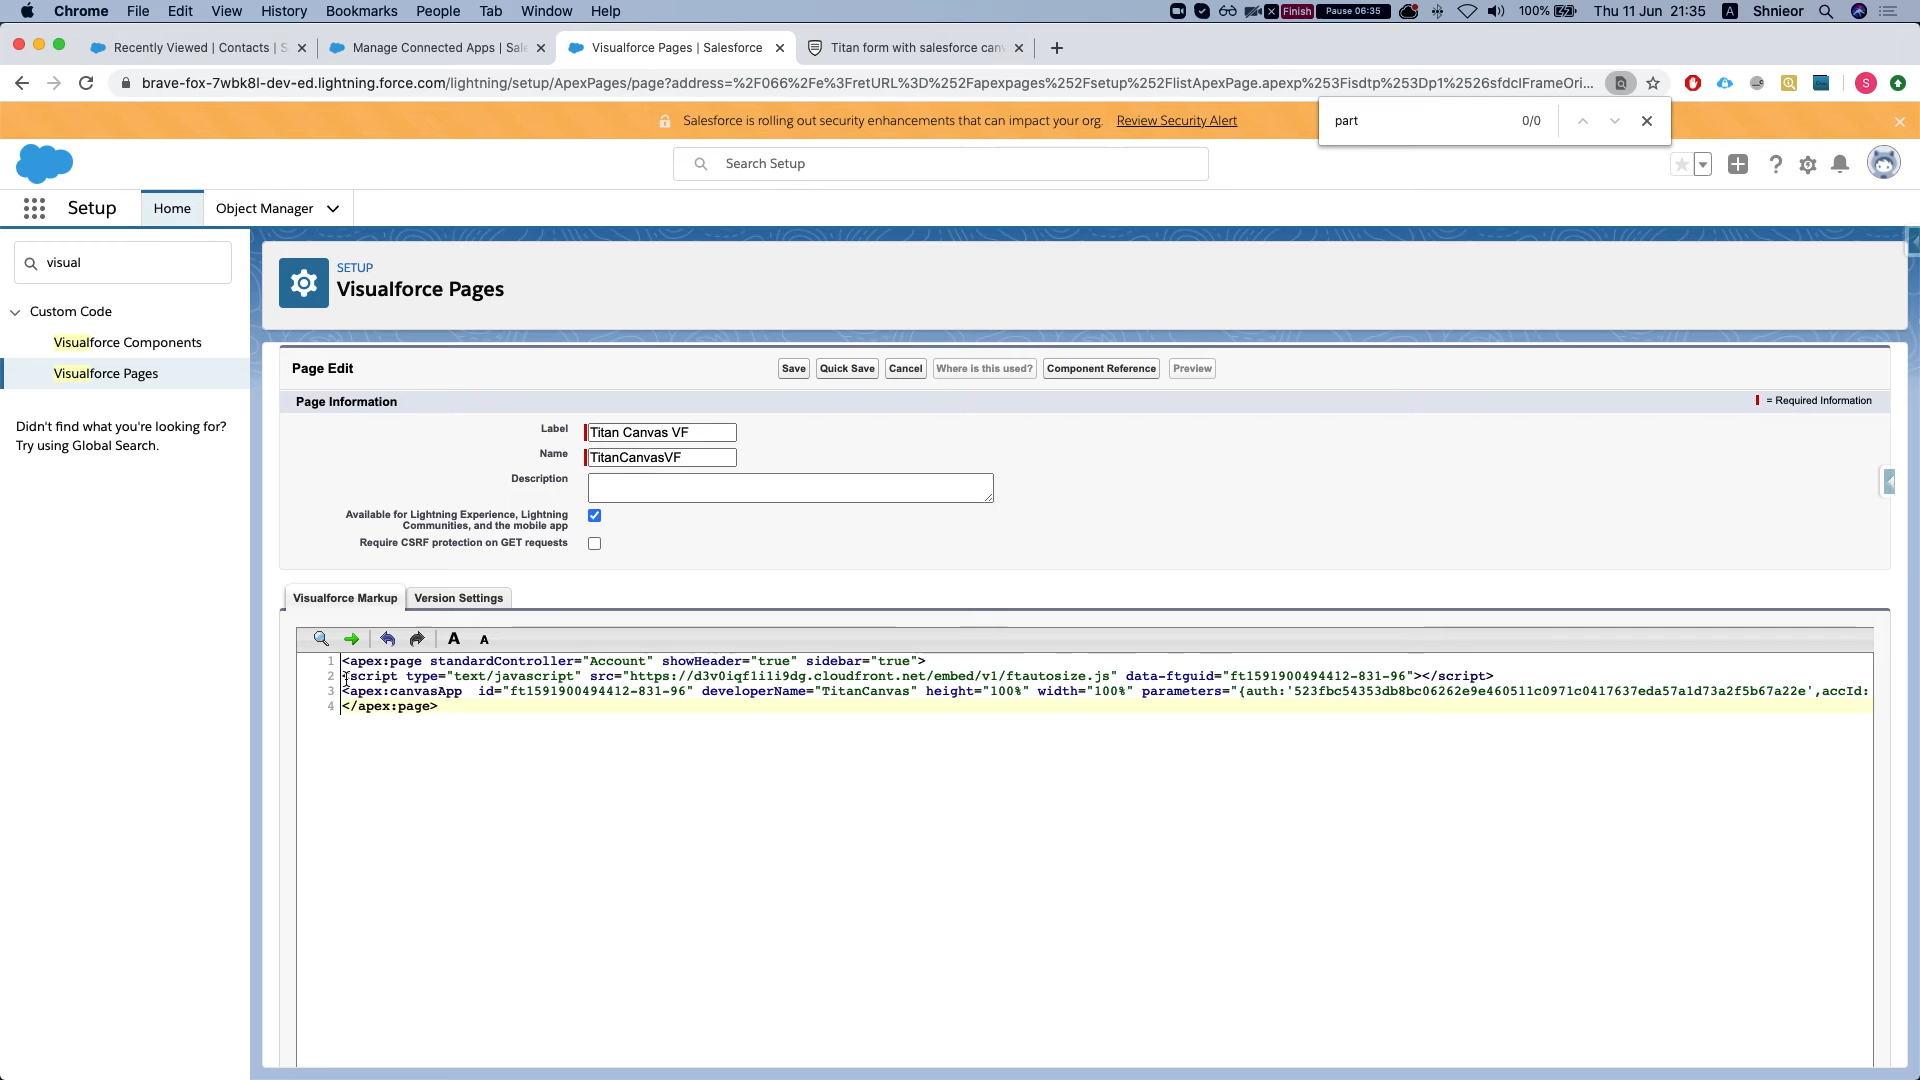 Chrome File Edit View History Bookmarks People Tab Window Help Finish Pause 06:35 100% Thu 11 Jun 21:35 A Shnieor
Recently Viewed | Contacts | S
Manage Connected Apps | Sale
Visualforce Pages | Salesforce
Titan form with salesforce canv
brave-fox-7wbk8l-dev-ed.lightning.force.com/lightning/setup/ApexPages/page?address=%2F066%2Fe%3FretURL%3D%252Fapexpages%252Fsetup%252FlistApexPage.apexp%253Fisdtp%253Dp1%2526sfdcIFrameOri...
S
Salesforce is rolling out security enhancements that can impact your org. Review Security Alert
part 0/0
Search Setup
Setup Home Object Manager
visual
Custom Code
Visualforce Components
Visualforce Pages
Didn't find what you're looking for?
Try using Global Search.
SETUP
Visualforce Pages
Page Edit Save Quick Save Cancel Where is this used? Component Reference Preview
Page Information = Required Information
Label Titan Canvas VF
Name TitanCanvasVF
Description
Available for Lightning Experience, Lightning
Communities, and the mobile app
Require CSRF protection on GET requests
Visualforce Markup Version Settings
A A
1 <apex:page standardController="Account" showHeader="true" sidebar="true">
2 <script type="text/javascript" src="https://d3v0iqf1i1i9dg.cloudfront.net/embed/v1/ftautosize.js" data-ftguid="ft1591900494412-831-96"></script>
3 <apex:canvasApp id="ft1591900494412-831-96" developerName="TitanCanvas" height="100%" width="100%" parameters="{auth:'523fbc54353db8bc06262e9e460511c0971c0417637eda57a1d73a2f5b67a22e',accId:
4 </apex:page>